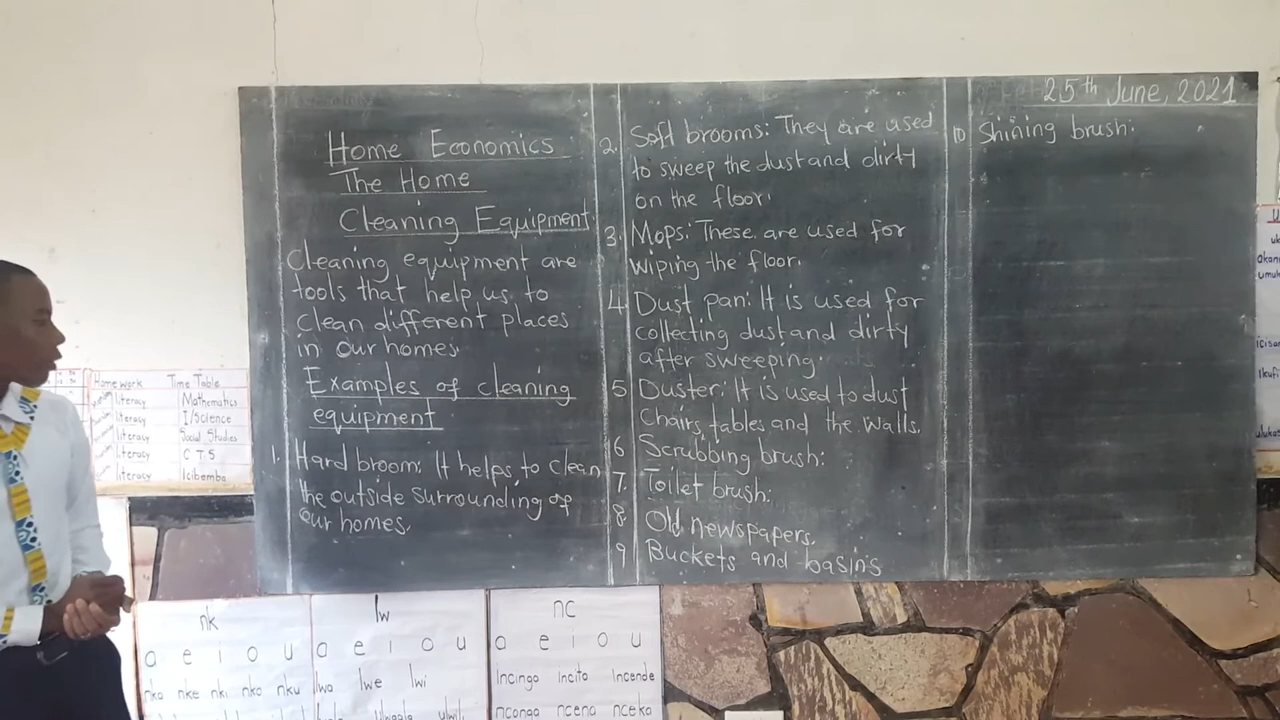 25th June, 2021
Home Economics
The Home
Cleaning Equipment
Cleaning equipment are
tools that help us to
clean different places
in our homes.
Examples of cleaning
equipment
1. Hard broom: It helps to clean
the outside surrounding of
our homes.
2. Soft brooms: They are used
to sweep the dust and dirty
on the floor.
3. Mops: These are used for
wiping the floor.
4 Dust pan: It is used for
collecting dust and dirty
after sweeping.
5 Duster: It is used to dust
Chairs, tables and the walls.
6 Scrubbing brush:
7. Toilet brush:
8 Old newspapers.
9 Buckets and basins
10 Shining brush:
Home work Time Table
literacy Mathematics
literacy I/Science
literacy Social Studies
literacy C T S
literacy Icibemba
nk
a e i o u
nka nke nki nko nku
lw
a e i o u
lwa lwe lwi
nc
a e i o u
incinga incito incende
ncanga ncena nceka